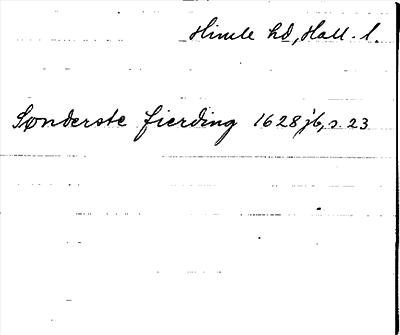 Himle hd, Hall. l.
Sønderste fierding 1628 jb, s 23